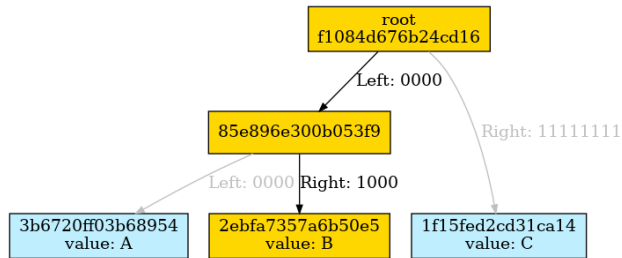 root
f1084d676b24cd16
Left: 0000
85e896e300b053f9
Right: 11111111
Left: 0000
Right: 1000
3b6720ff03b68954
value: A
2ebfa7357a6b50e5
value: B
1f15fed2cd31ca14
value: C